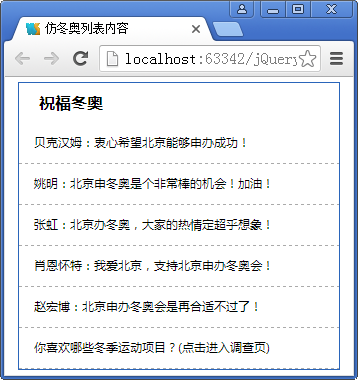 仿冬奥列表内容
localhost:63342/jQuery
祝福冬奥
贝克汉姆：衷心希望北京能够申办成功！
姚明：北京申冬奥是个非常棒的机会！加油！
张虹：北京办冬奥，大家的热情定超乎想象！
肖恩怀特：我爱北京，支持北京申办冬奥会！
赵宏博：北京申办冬奥会是再合适不过了！
你喜欢哪些冬季运动项目？(点击进入调查页)